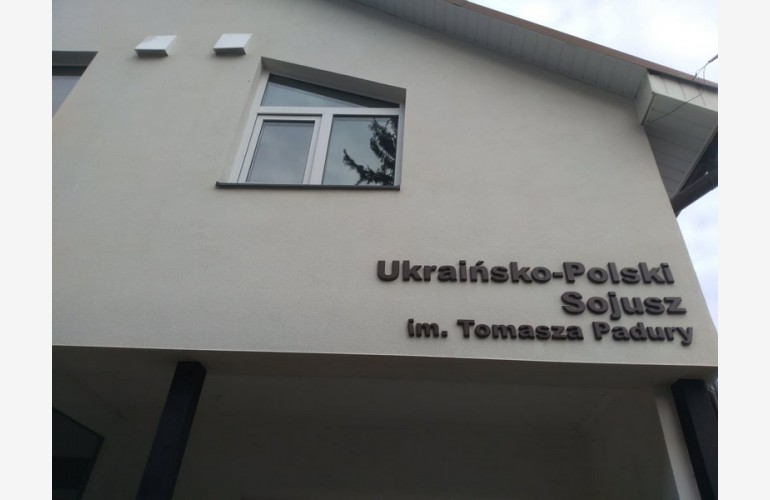 Ukraińsko-Polski
Sojusz
im. Tomasza Padury